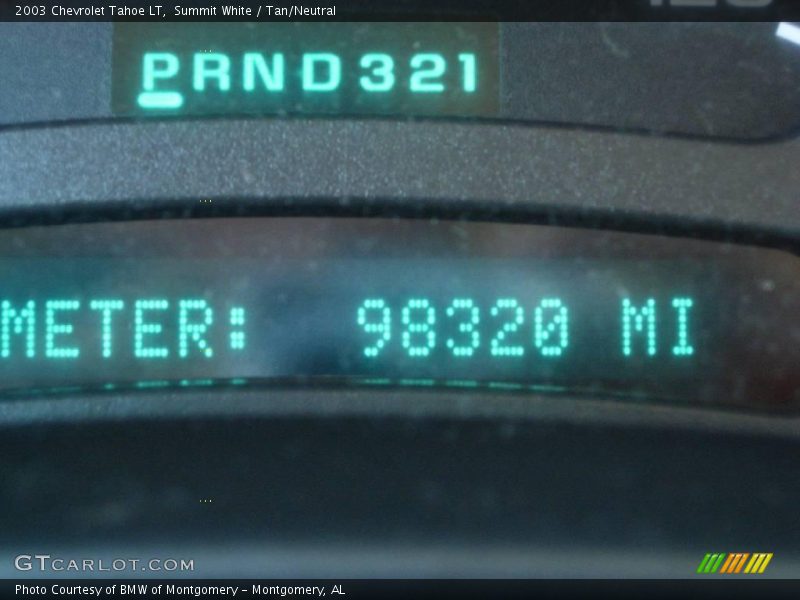 2003 Chevrolet Tahoe LT, Summit White / Tan/Neutral
PRND321
METER: 98320 MI
GTCARLOT.COM
Photo Courtesy of BMW of Montgomery - Montgomery, AL